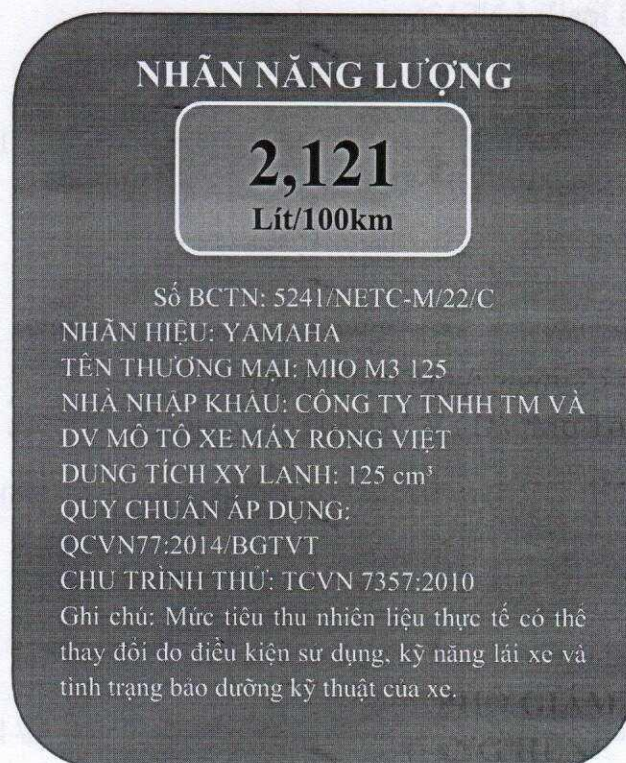 NHÃN NĂNG LƯỢNG
2,121
Lít/100km
Số BCTN: 5241/NETC-M/22/C
NHÃN HIỆU: YAMAHA
TÊN THƯƠNG MẠI: MIO M3 125
NHÀ NHẬP KHẨU: CÔNG TY TNHH TM VÀ
DV MÔ TÔ XE MÁY RỒNG VIỆT
DUNG TÍCH XY LANH: 125 cm³
QUY CHUẨN ÁP DỤNG:
QCVN77:2014/BGTVT
CHU TRÌNH THỬ: TCVN 7357:2010
Ghi chú: Mức tiêu thụ nhiên liệu thực tế có thể
thay đổi do điều kiện sử dụng, kỹ năng lái xe và
tình trạng bảo dưỡng kỹ thuật của xe.